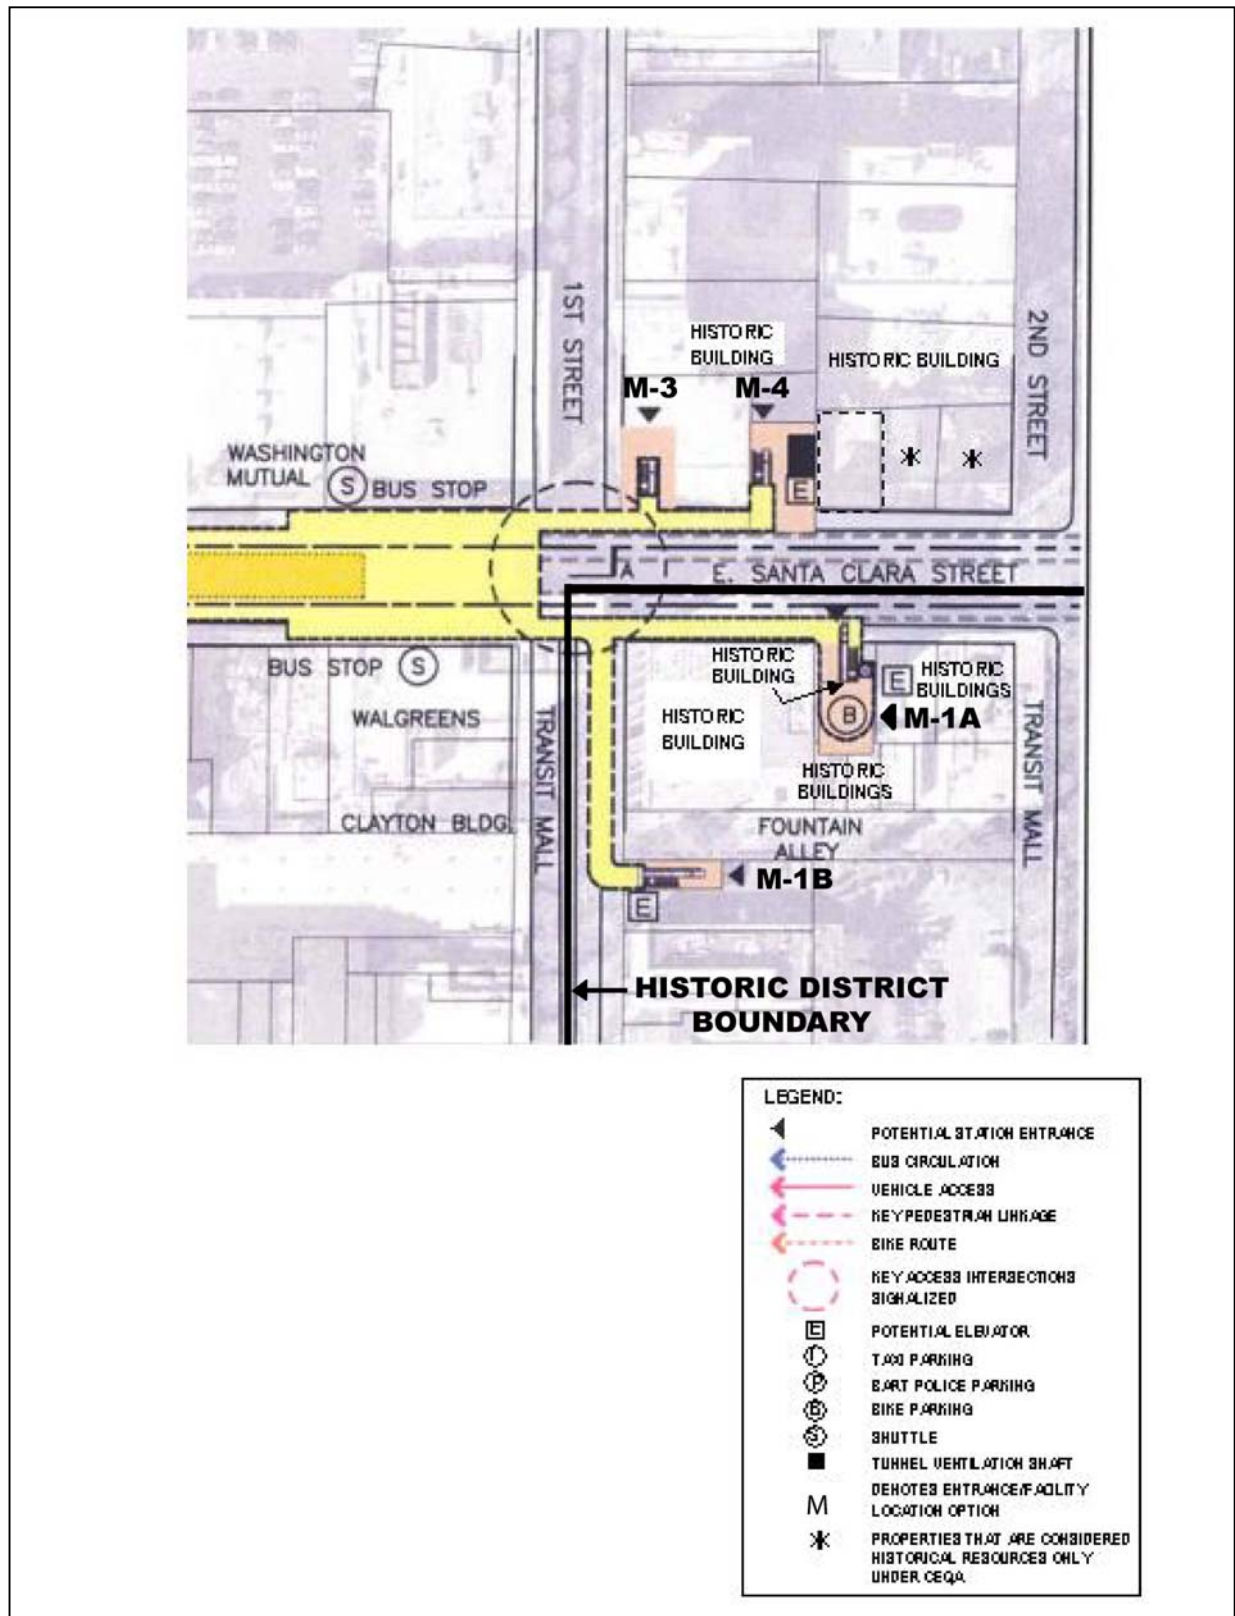 1ST STREET
2ND STREET
HISTORIC
BUILDING
HISTORIC BUILDING
M-3
M-4
WASHINGTON
MUTUAL
S
BUS STOP
E
A
E. SANTA CLARA STREET
BUS STOP
S
HISTORIC
BUILDING
E
HISTORIC
BUILDINGS
WALGREENS
HISTORIC
BUILDING
B
M-1A
TRANSIT MALL
TRANSIT MALL
HISTORIC
BUILDINGS
CLAYTON BLDG.
FOUNTAIN
ALLEY
M-1B
E
HISTORIC DISTRICT
BOUNDARY
LEGEND:
POTENTIAL STATION ENTRANCE
BUS CIRCULATION
VEHICLE ACCESS
KEY PEDESTRIAN LINKAGE
BIKE ROUTE
KEY ACCESS INTERSECTIONS
SIGNALIZED
E POTENTIAL ELEVATOR
T TAXI PARKING
P BART POLICE PARKING
B BIKE PARKING
S SHUTTLE
TUNNEL VENTILATION SHAFT
M DENOTES ENTRANCE/FACILITY
LOCATION OPTION
PROPERTIES THAT ARE CONSIDERED
HISTORICAL RESOURCES ONLY
UNDER CEQA